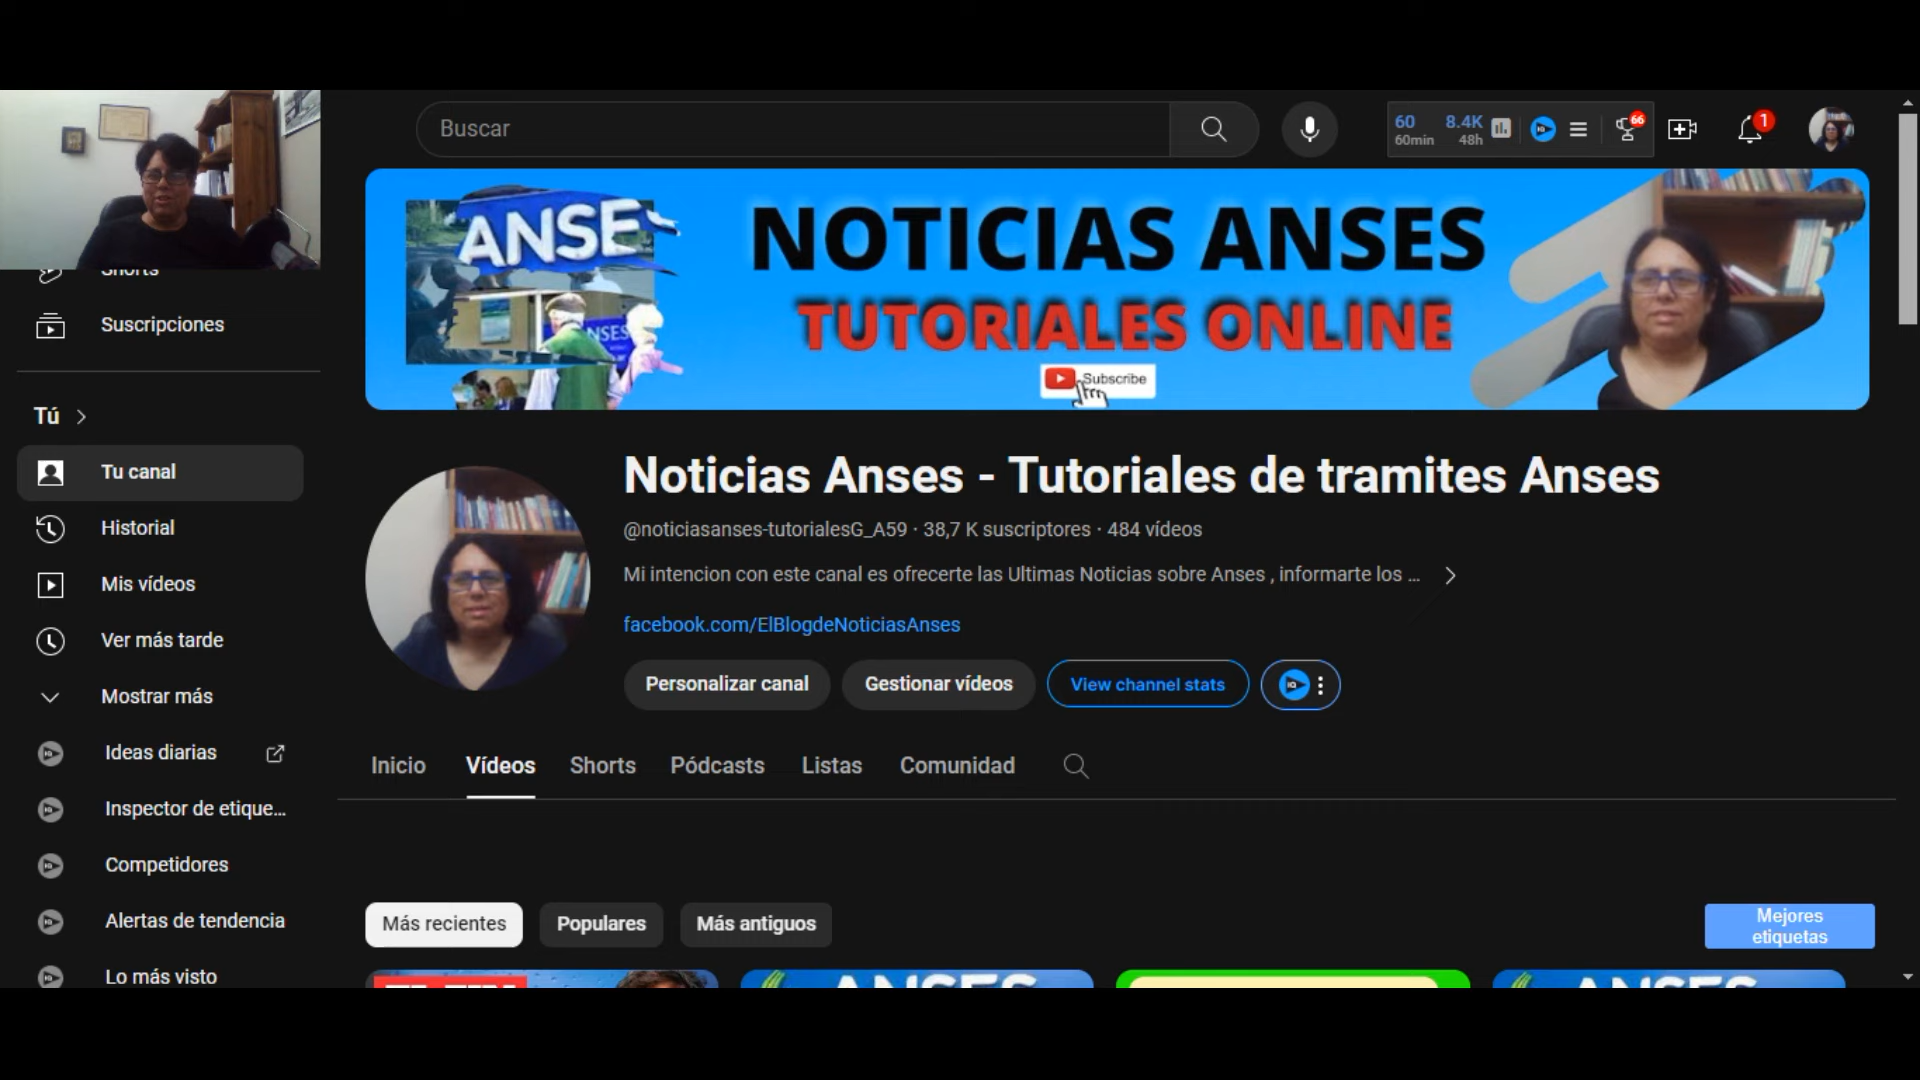 Buscar
60
60min
8.4K
48h
66
1
ANSE
NOTICIAS ANSES
TUTORIALES ONLINE
Subscribe
Shorts
Suscripciones
Tú
Tu canal
Historial
Mis vídeos
Ver más tarde
Mostrar más
Ideas diarias
Inspector de etique...
Competidores
Alertas de tendencia
Lo más visto
Noticias Anses - Tutoriales de tramites Anses
@noticiasanses-tutorialesG_A59 · 38,7 K suscriptores · 484 vídeos
Mi intencion con este canal es ofrecerte las Ultimas Noticias sobre Anses , informarte los ...
facebook.com/ElBlogdeNoticiasAnses
Personalizar canal
Gestionar vídeos
View channel stats
Inicio
Vídeos
Shorts
Pódcasts
Listas
Comunidad
Más recientes
Populares
Más antiguos
Mejores
etiquetas
ANSES
ANSES